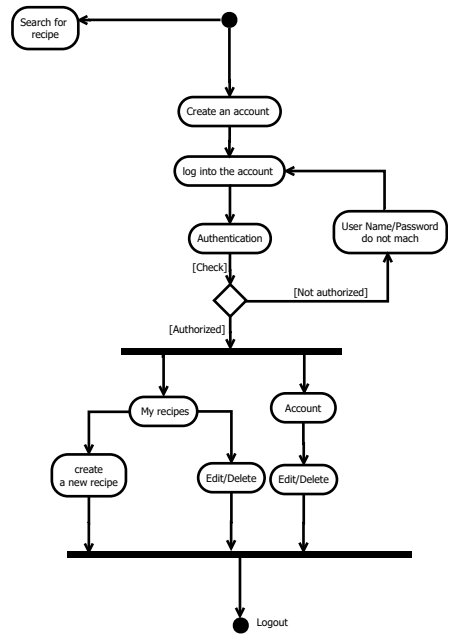 Search for
recipe
Create an account
log into the account
User Name/Password
do not mach
Authentication
[Check]
[Not authorized]
[Authorized]
My recipes
Account
create
a new recipe
Edit/Delete
Edit/Delete
Logout